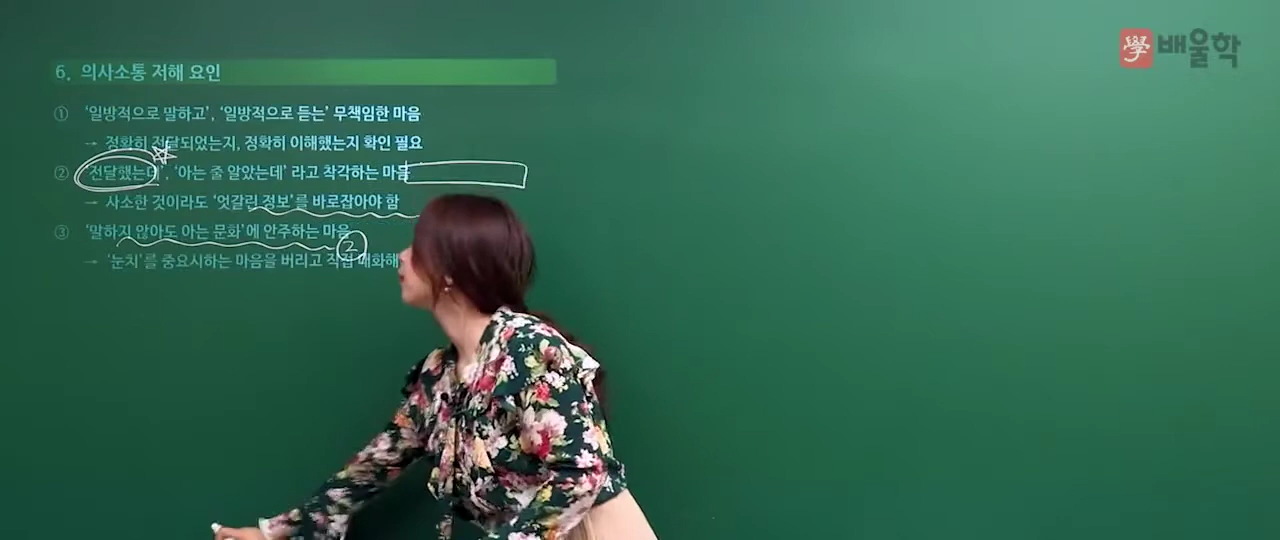 學 배울학
6. 의사소통 저해 요인
① ‘일방적으로 말하고’, ‘일방적으로 듣는’ 무책임한 마음
→ 정확히 전달되었는지, 정확히 이해했는지 확인 필요
② ‘전달했는데’, ‘아는 줄 알았는데’ 라고 착각하는 마음
→ 사소한 것이라도 ‘엇갈린 정보’를 바로잡아야 함
③ ‘말하지 않아도 아는 문화’에 안주하는 마음
②
→ ‘눈치’를 중요시하는 마음을 버리고 직접 대화해